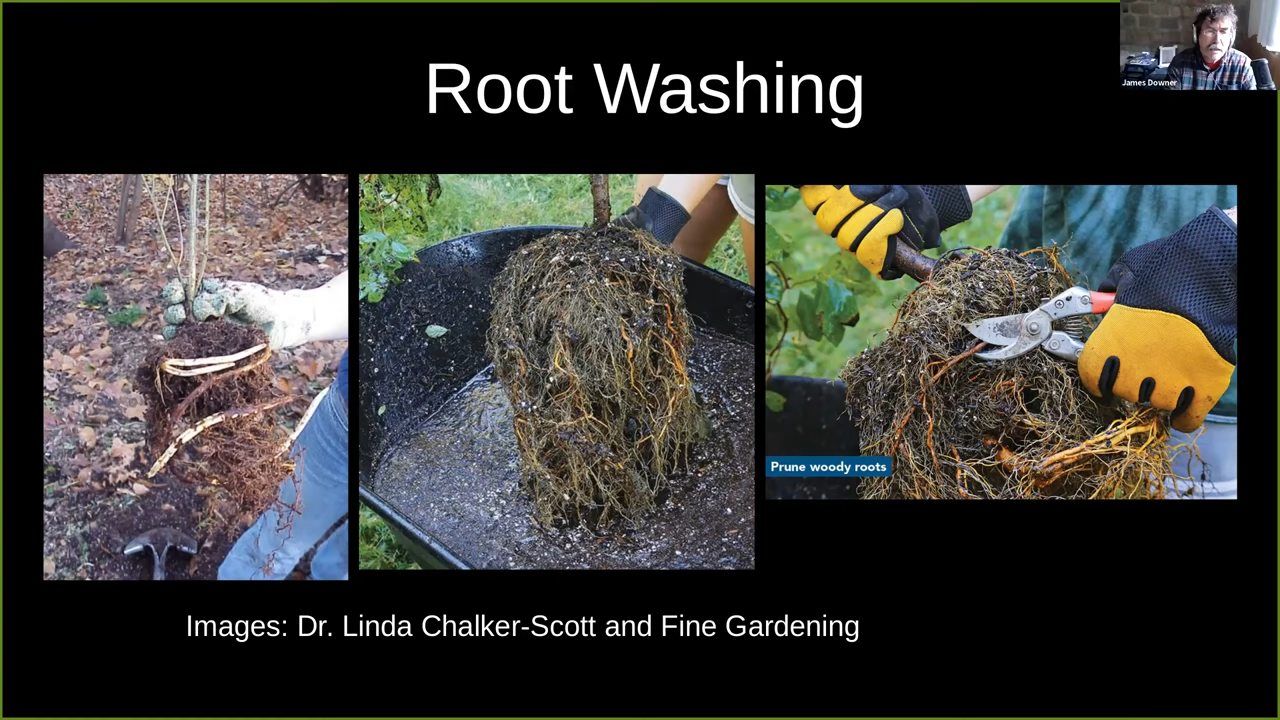 James Downer
Root Washing
Prune woody roots
Images: Dr. Linda Chalker-Scott and Fine Gardening